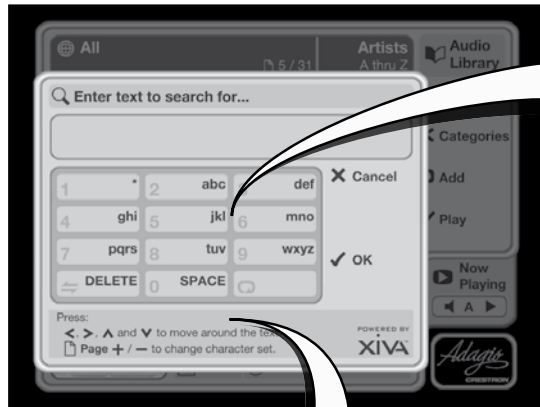 All
5 / 31
Artists
A thru Z
Audio
Library
Enter text to search for...
Categories
Add
Play
1 *
2 abc
def
Cancel
4 ghi
5 jkl
6 mno
7 pqrs
8 tuv
9 wxyz
OK
DELETE
0 SPACE
Now
Playing
A
Press:
<, >, ∧ and ∨ to move around the
Page + / − to change character set.
POWERED BY
XiVA
Adagio
CRESTRON